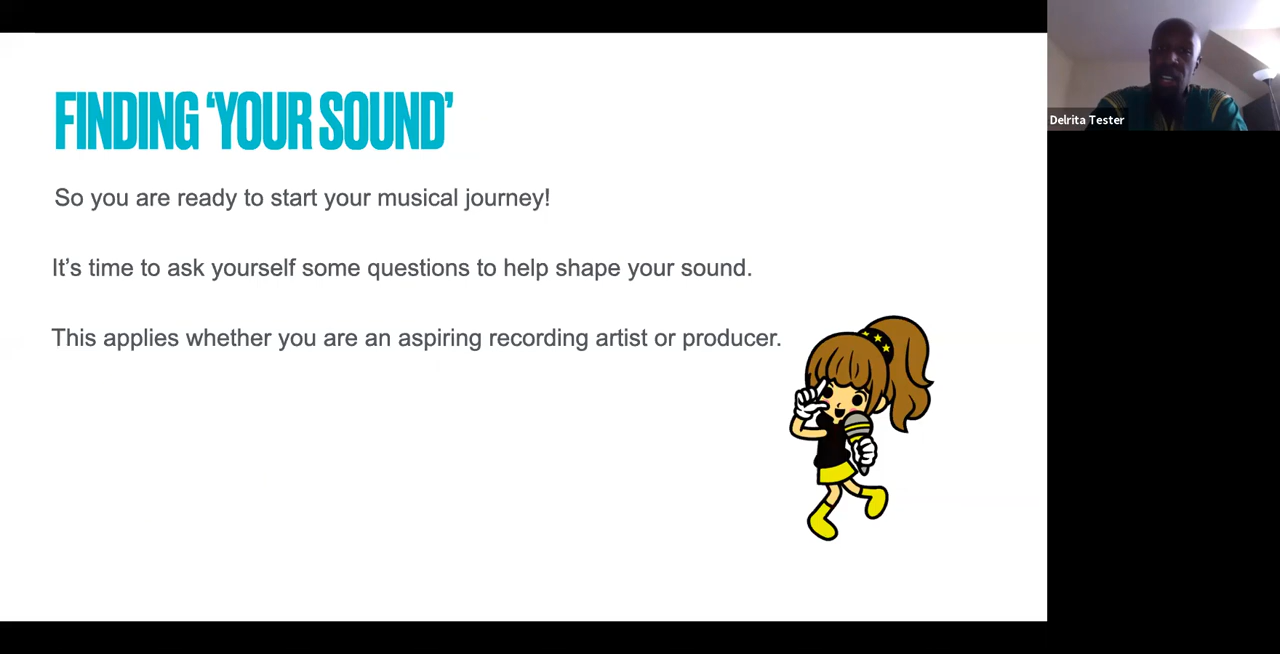 FINDING ‘YOUR SOUND’
So you are ready to start your musical journey!
It’s time to ask yourself some questions to help shape your sound.
This applies whether you are an aspiring recording artist or producer.
Delrita Tester